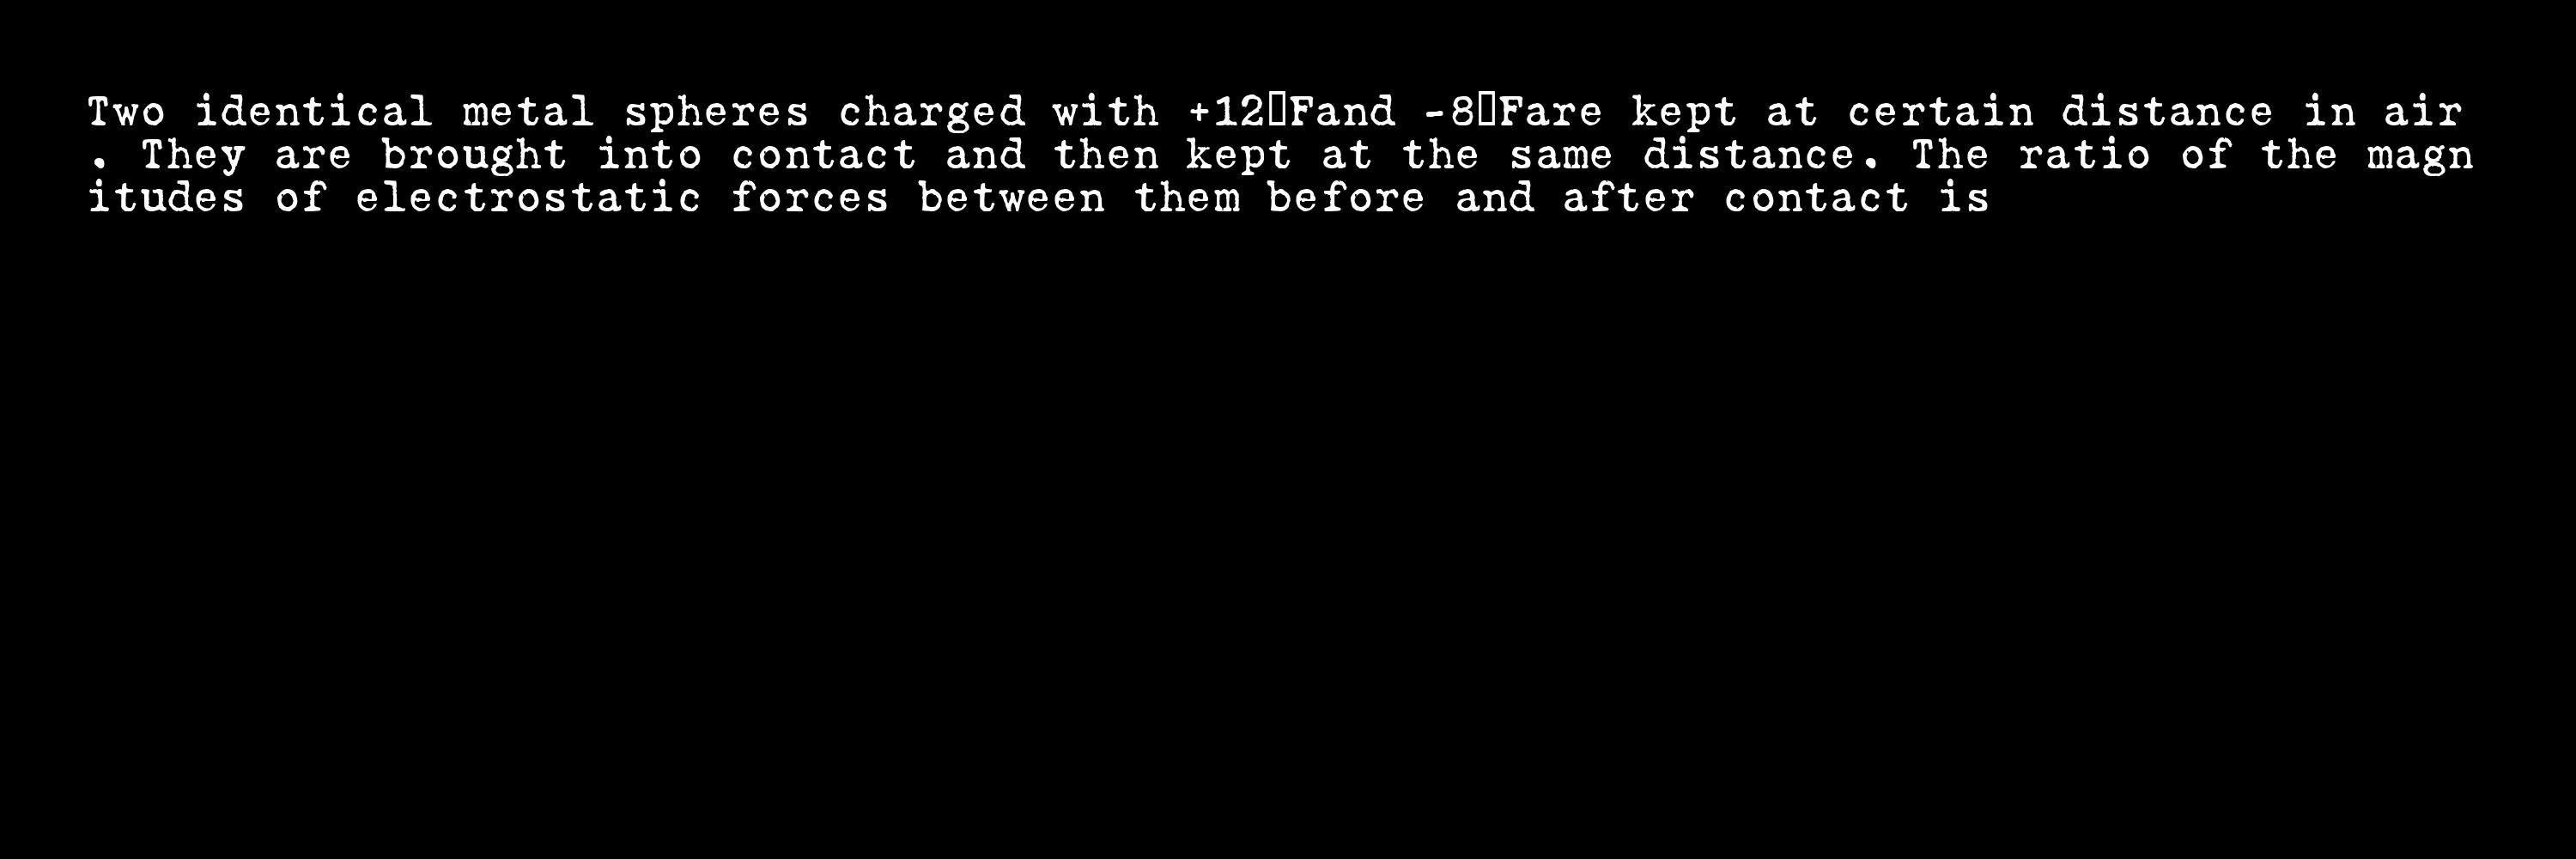 Two identical metal spheres charged with +12▯Fand -8▯Fare kept at certain distance in air
. They are brought into contact and then kept at the same distance. The ratio of the magn
itudes of electrostatic forces between them before and after contact is